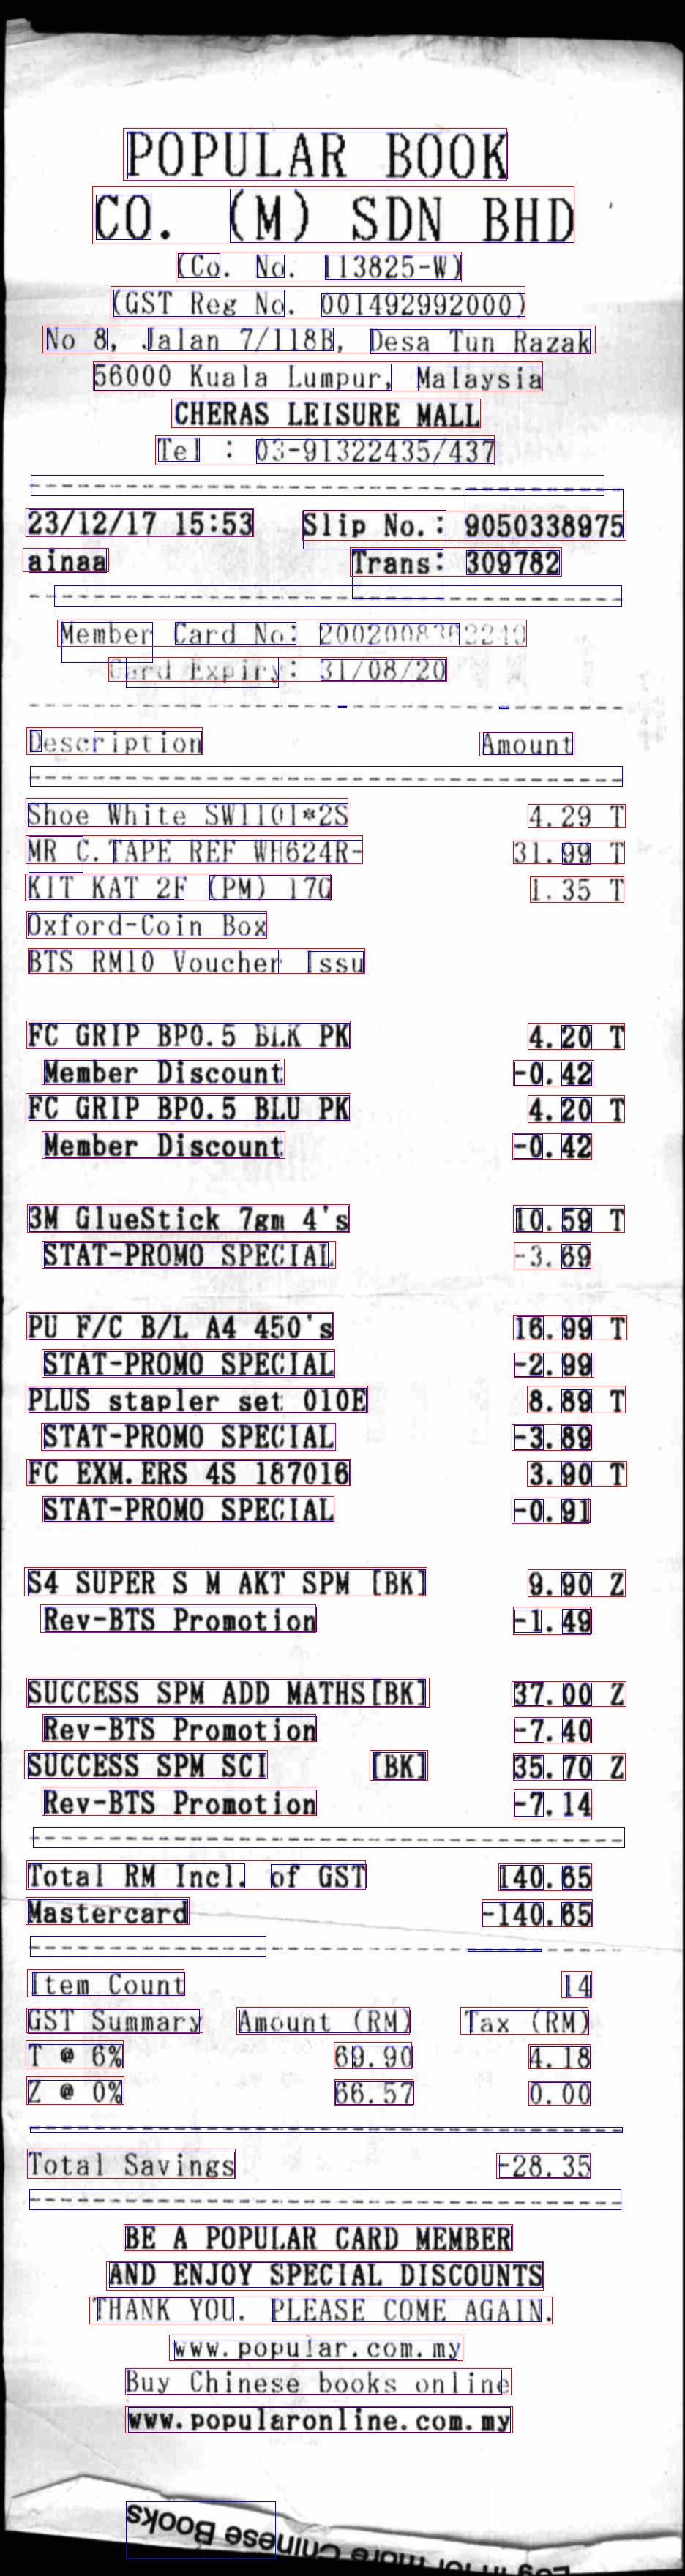 POPULAR BOOK
CO. (M) SDN BHD
(Co. No. 113825-W)
(GST Reg No. 001492992000)
No 8, Jalan 7/118B, Desa Tun Razak
56000 Kuala Lumpur, Malaysia
CHERAS LEISURE MALL
Tel : 03-91322435/437
23/12/17 15:53 Slip No.: 9050338975
ainaa Trans: 309782
Member Card No:
Card Expiry: 31/08/20
Description Amount
Shoe White SW1101*2S 4.29 T
MR C.TAPE REF WH624R- 31.99 T
KIT KAT 2F (PM) 17G 1.35 T
Oxford-Coin Box
BTS RM10 Voucher Issu
FC GRIP BP0.5 BLK PK 4.20 T
Member Discount -0.42
FC GRIP BP0.5 BLU PK 4.20 T
Member Discount -0.42
3M GlueStick 7gm 4's 10.59 T
STAT-PROMO SPECIAL -3.69
PU F/C B/L A4 450's 16.99 T
STAT-PROMO SPECIAL -2.99
PLUS stapler set 010E 8.89 T
STAT-PROMO SPECIAL -3.89
FC EXM.ERS 4S 187016 3.90 T
STAT-PROMO SPECIAL -0.91
S4 SUPER S M AKT SPM [BK] 9.90 Z
Rev-BTS Promotion -1.49
SUCCESS SPM ADD MATHS[BK] 37.00 Z
Rev-BTS Promotion -7.40
SUCCESS SPM SCI [BK] 35.70 Z
Rev-BTS Promotion -7.14
Total RM Incl. of GST 140.65
Mastercard -140.65
Item Count 14
GST Summary Amount (RM) Tax (RM)
T @ 6% 69.90 4.18
Z @ 0% 66.57 0.00
Total Savings -28.35
BE A POPULAR CARD MEMBER
AND ENJOY SPECIAL DISCOUNTS
THANK YOU. PLEASE COME AGAIN.
www.popular.com.my
Buy Chinese books online
www.popularonline.com.my
for more Chinese Books